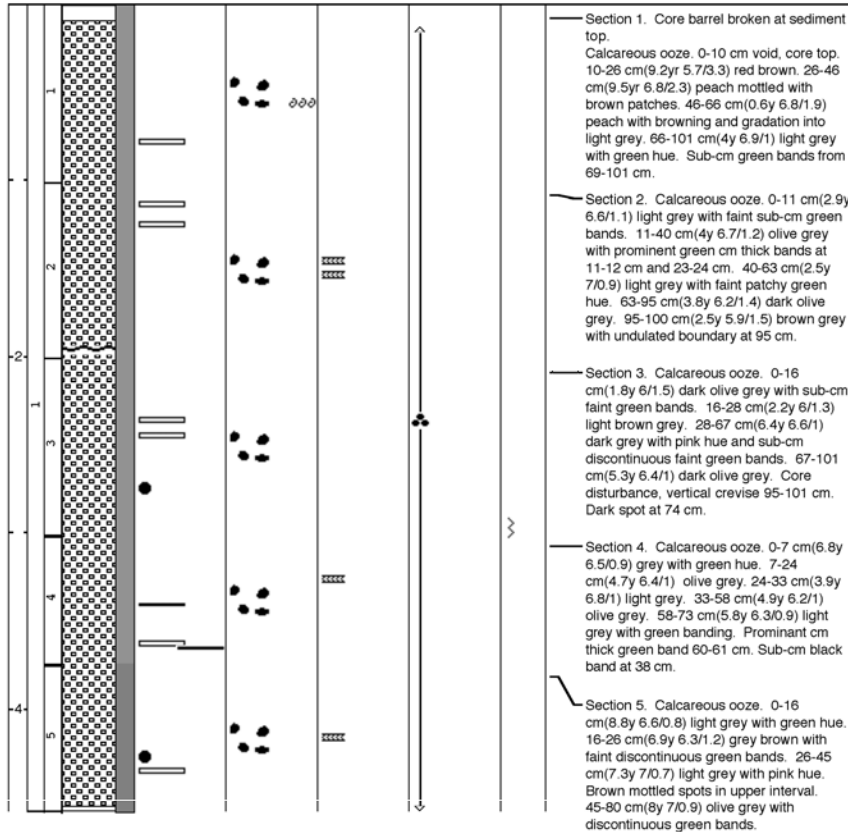 Section 1. Core barrel broken at sediment
top.
Calcareous ooze. 0-10 cm void, core top.
10-26 cm(9.2yr 5.7/3.3) red brown. 26-46
cm(9.5yr 6.8/2.3) peach mottled with
brown patches. 46-66 cm(0.6y 6.8/1.9)
peach with browning and gradation into
light grey. 66-101 cm(4y 6.9/1) light grey
with green hue. Sub-cm green bands from
69-101 cm.
1
Section 2. Calcareous ooze. 0-11 cm(2.9y
6.6/1.1) light grey with faint sub-cm green
bands. 11-40 cm(4y 6.7/1.2) olive grey
with prominent green cm thick bands at
11-12 cm and 23-24 cm. 40-63 cm(2.5y
7/0.9) light grey with faint patchy green
hue. 63-95 cm(3.8y 6.2/1.4) dark olive
grey. 95-100 cm(2.5y 5.9/1.5) brown grey
with undulated boundary at 95 cm.
2
2
Section 3. Calcareous ooze. 0-16
cm(1.8y 6/1.5) dark olive grey with sub-cm
faint green bands. 16-28 cm(2.2y 6/1.3)
light brown grey. 28-67 cm(6.4y 6.6/1)
dark grey with pink hue and sub-cm
discontinuous faint green bands. 67-101
cm(5.3y 6.4/1) dark olive grey. Core
disturbance, vertical crevise 95-101 cm.
Dark spot at 74 cm.
1
3
Section 4. Calcareous ooze. 0-7 cm(6.8y
6.5/0.9) grey with green hue. 7-24
cm(4.7y 6.4/1) olive grey. 24-33 cm(3.9y
6.8/1) light grey. 33-58 cm(4.9y 6.2/1)
olive grey. 58-73 cm(5.8y 6.3/0.9) light
grey with green banding. Prominant cm
thick green band 60-61 cm. Sub-cm black
band at 38 cm.
4
4
Section 5. Calcareous ooze. 0-16
cm(8.8y 6.6/0.8) light grey with green hue.
16-26 cm(6.9y 6.3/1.2) grey brown with
faint discontinuous green bands. 26-45
cm(7.3y 7/0.7) light grey with pink hue.
Brown mottled spots in upper interval.
45-80 cm(8y 7/0.9) olive grey with
discontinuous green bands.
5